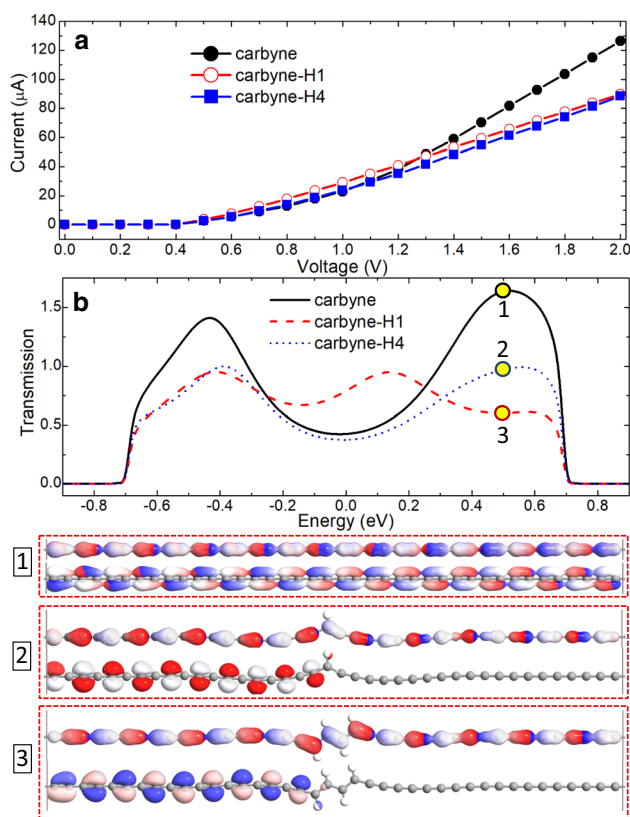 140
120
100
80
60
40
20
0
Current (μA)
a
carbyne
carbyne-H1
carbyne-H4
0.0 0.2 0.4 0.6 0.8 1.0 1.2 1.4 1.6 1.8 2.0
Voltage (V)
1.5
1.0
0.5
0.0
Transmission
b
carbyne
carbyne-H1
carbyne-H4
1
2
3
-0.8 -0.6 -0.4 -0.2 0.0 0.2 0.4 0.6 0.8
Energy (eV)
1
2
3